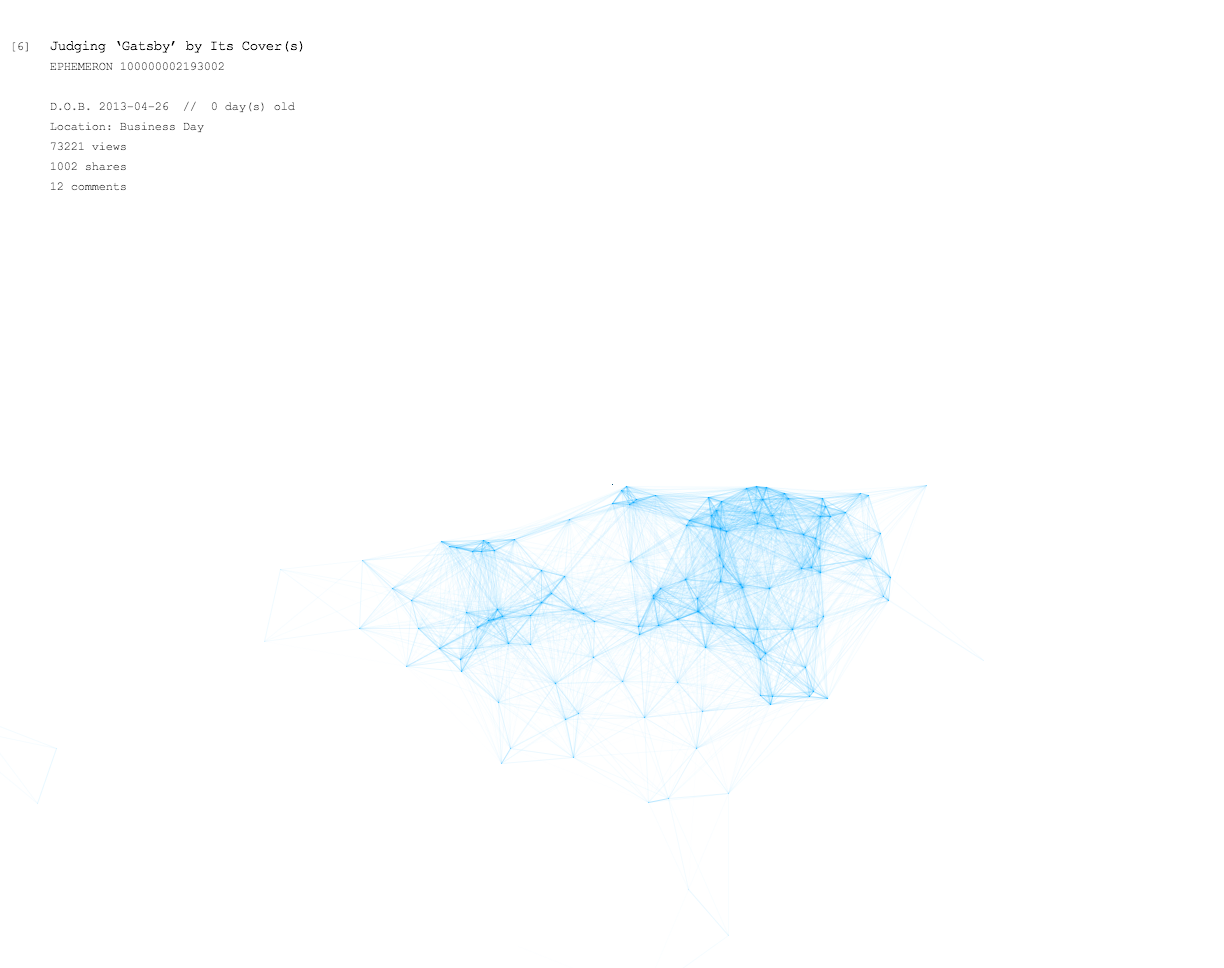 [6] Judging ‘Gatsby’ by Its Cover(s)
EPHEMERON 100000002193002
D.O.B. 2013-04-26 // 0 day(s) old
Location: Business Day
73221 views
1002 shares
12 comments